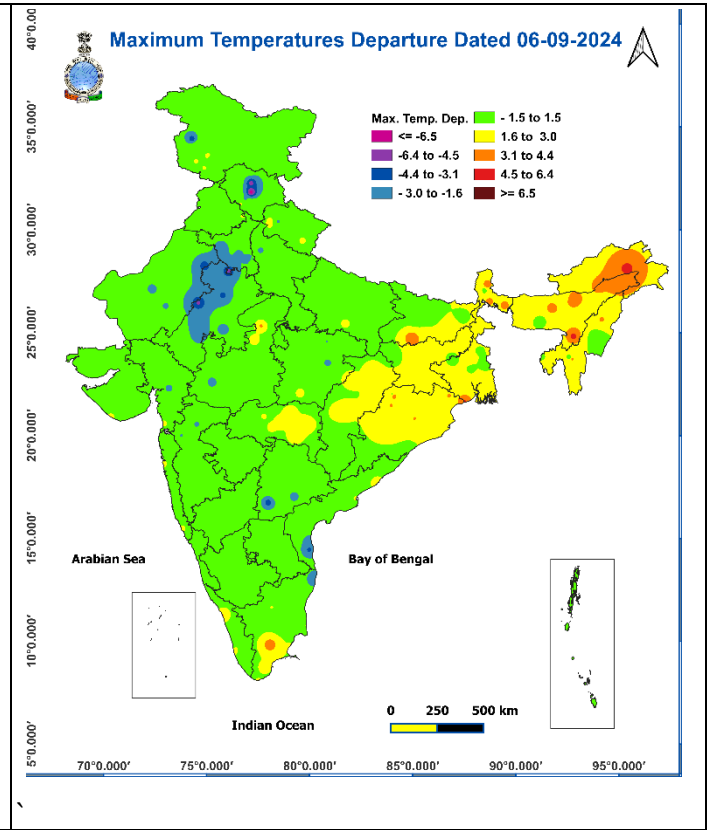 Maximum Temperatures Departure Dated 06-09-2024
Max. Temp. Dep.
<= -6.5
-6.4 to -4.5
-4.4 to -3.1
- 3.0 to -1.6
- 1.5 to 1.5
1.6 to 3.0
3.1 to 4.4
4.5 to 6.4
>= 6.5
40°0.000'
35°0.000'
30°0.000'
25°0.000'
20°0.000'
15°0.000'
10°0.000'
5°0.000'
Arabian Sea
Bay of Bengal
Indian Ocean
0 250 500 km
70°0.000' 75°0.000' 80°0.000' 85°0.000' 90°0.000' 95°0.000'
`